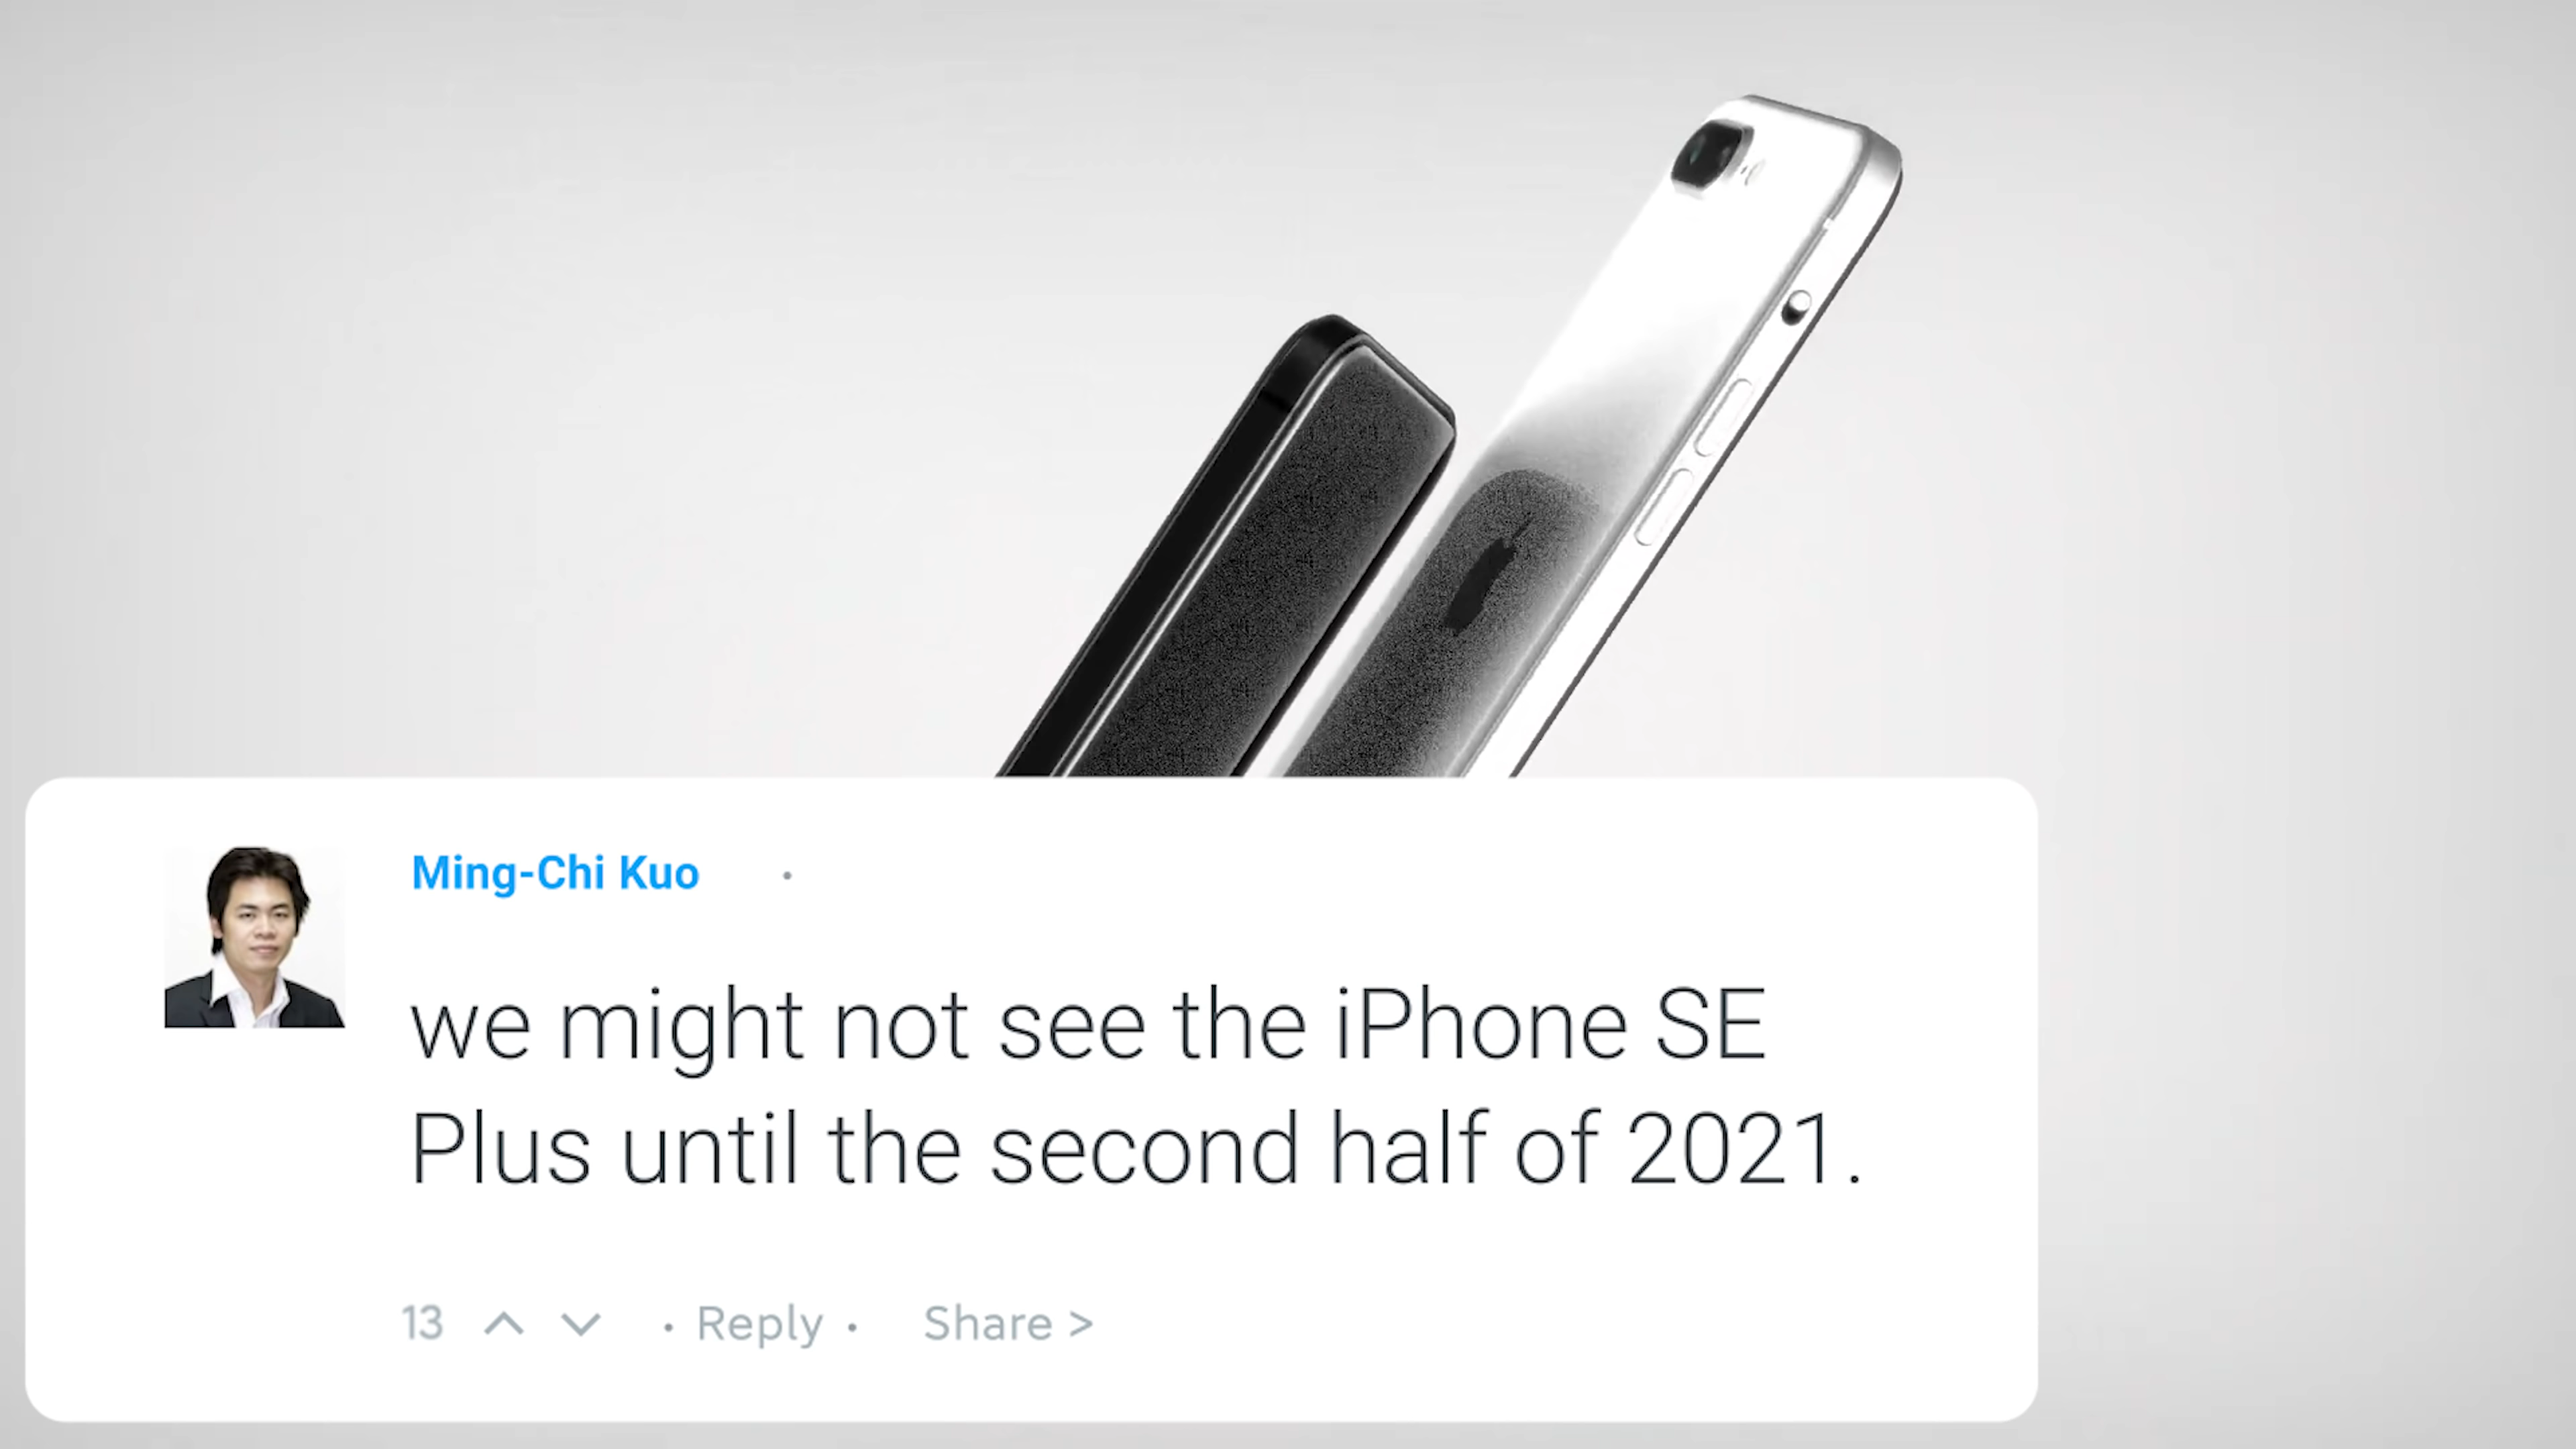 Ming-Chi Kuo •
we might not see the iPhone SE
Plus until the second half of 2021.
13 • Reply • Share >